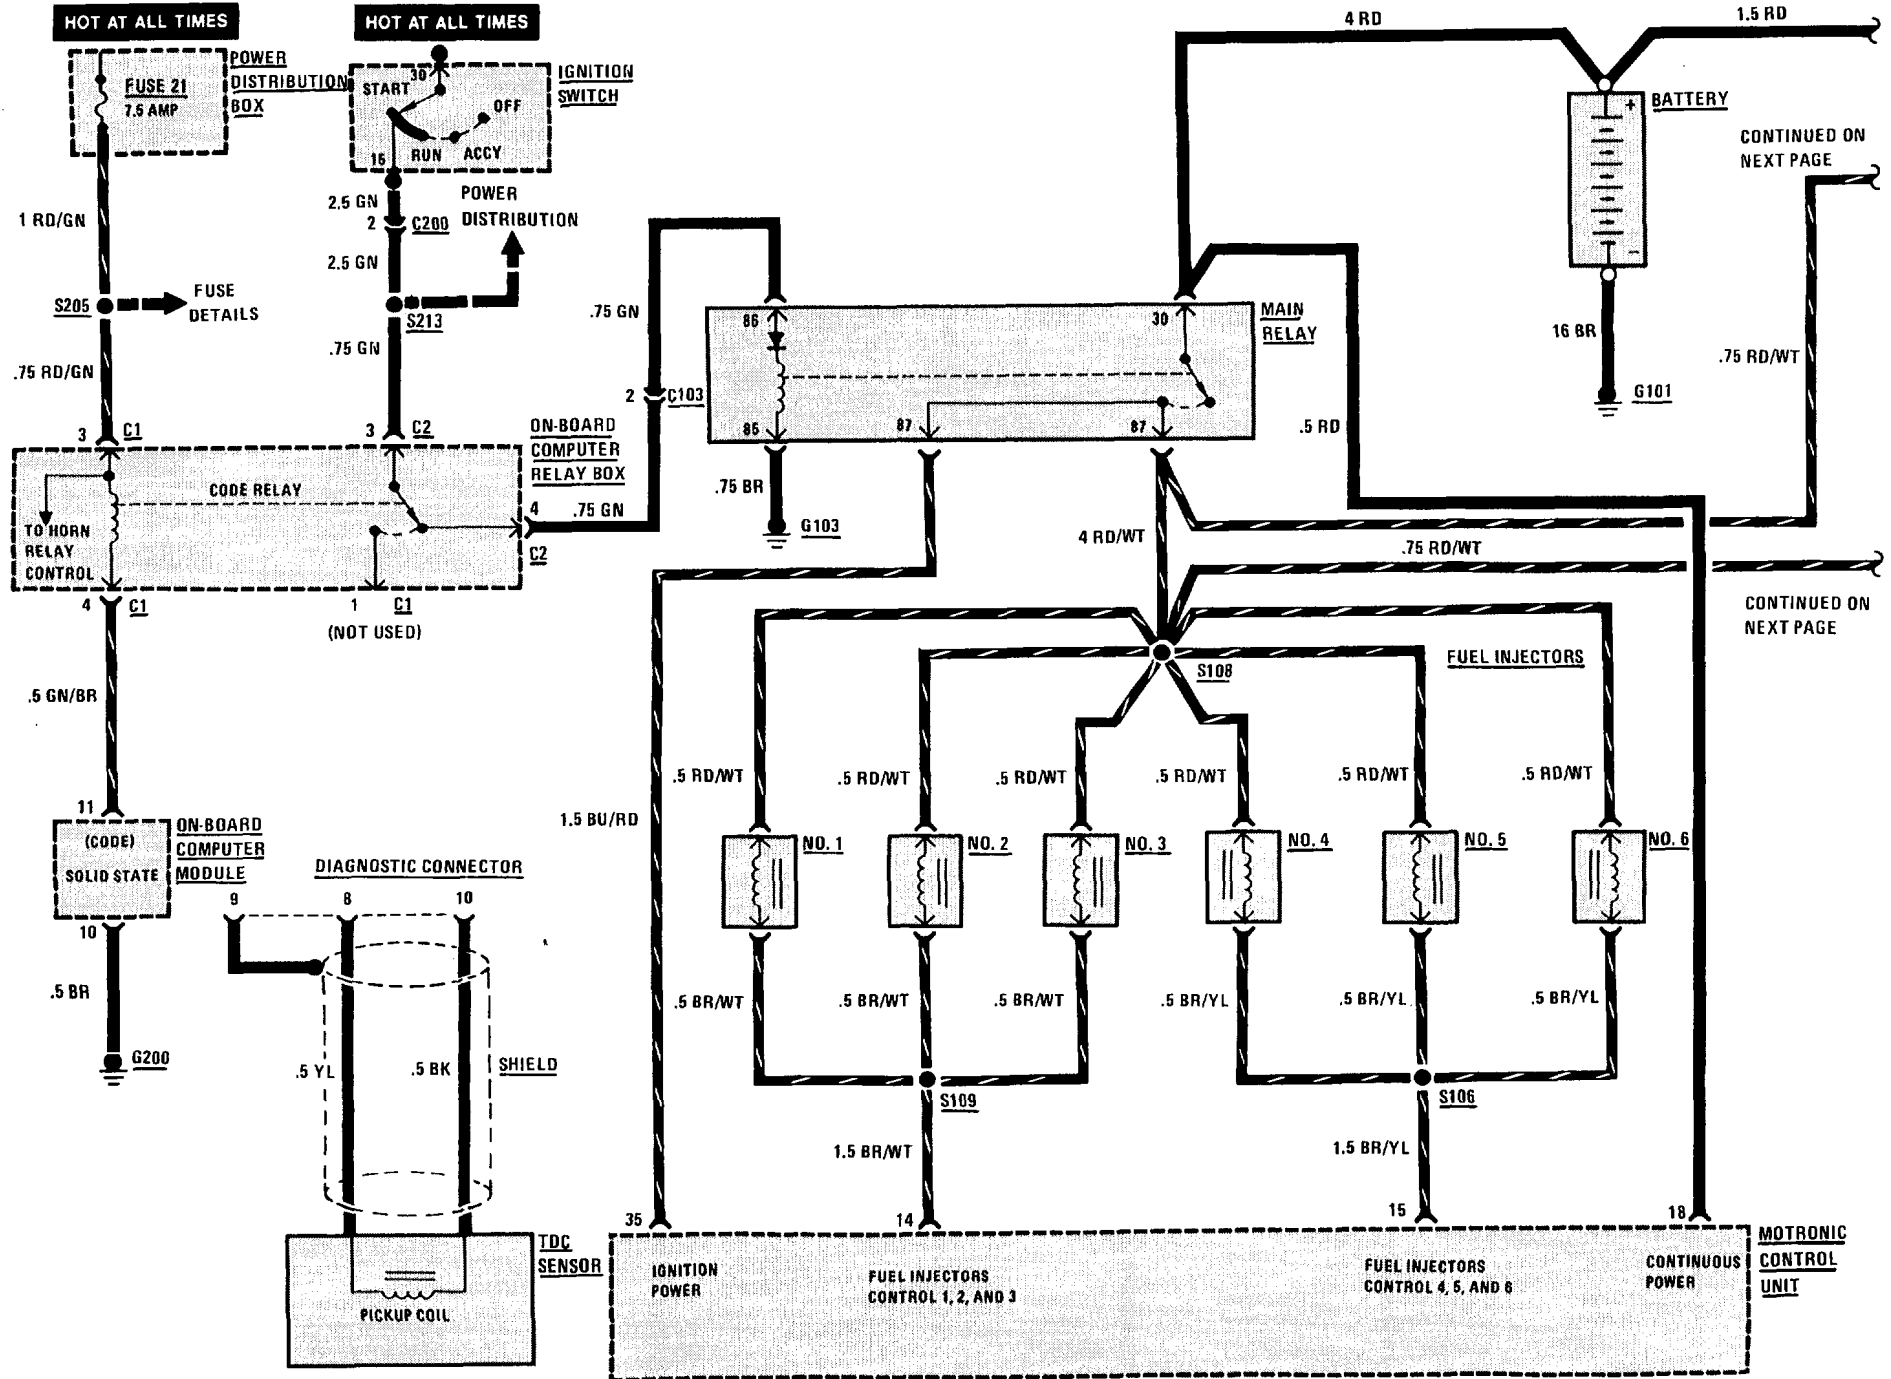 HOT AT ALL TIMES
HOT AT ALL TIMES
4 RD
1.5 RD
FUSE 21
7.5 AMP
POWER
DISTRIBUTION
BOX
30
START
OFF
RUN
ACCY
16
IGNITION
SWITCH
+
-
BATTERY
CONTINUED ON
NEXT PAGE
2.5 GN
2
C200
2.5 GN
POWER
DISTRIBUTION
1 RD/GN
S205
FUSE
DETAILS
S213
.75 GN
.75 RD/GN
3
C1
3
C2
ON-BOARD
COMPUTER
RELAY BOX
.75 GN
2
C103
86
85
30
87
87
MAIN
RELAY
16 BR
G101
.75 RD/WT
.5 RD
CODE RELAY
TO HORN
RELAY
CONTROL
4
.75 GN
C2
.75 BR
G103
4 RD/WT
.75 RD/WT
4
C1
1
C1
(NOT USED)
CONTINUED ON
NEXT PAGE
S108
FUEL INJECTORS
.5 GN/BR
.5 RD/WT
.5 RD/WT
.5 RD/WT
.5 RD/WT
.5 RD/WT
.5 RD/WT
11
(CODE)
SOLID STATE
ON-BOARD
COMPUTER
MODULE
1.5 BU/RD
NO. 1
NO. 2
NO. 3
NO. 4
NO. 5
NO. 6
DIAGNOSTIC CONNECTOR
9
8
10
10
.5 BR
G200
.5 BR/WT
.5 BR/WT
.5 BR/WT
.5 BR/YL
.5 BR/YL
.5 BR/YL
.5 YL
.5 BK
SHIELD
S109
S106
1.5 BR/WT
1.5 BR/YL
35
14
15
18
TDC
SENSOR
PICKUP COIL
IGNITION
POWER
FUEL INJECTORS
CONTROL 1, 2, AND 3
FUEL INJECTORS
CONTROL 4, 5, AND 6
CONTINUOUS
POWER
MOTRONIC
CONTROL
UNIT